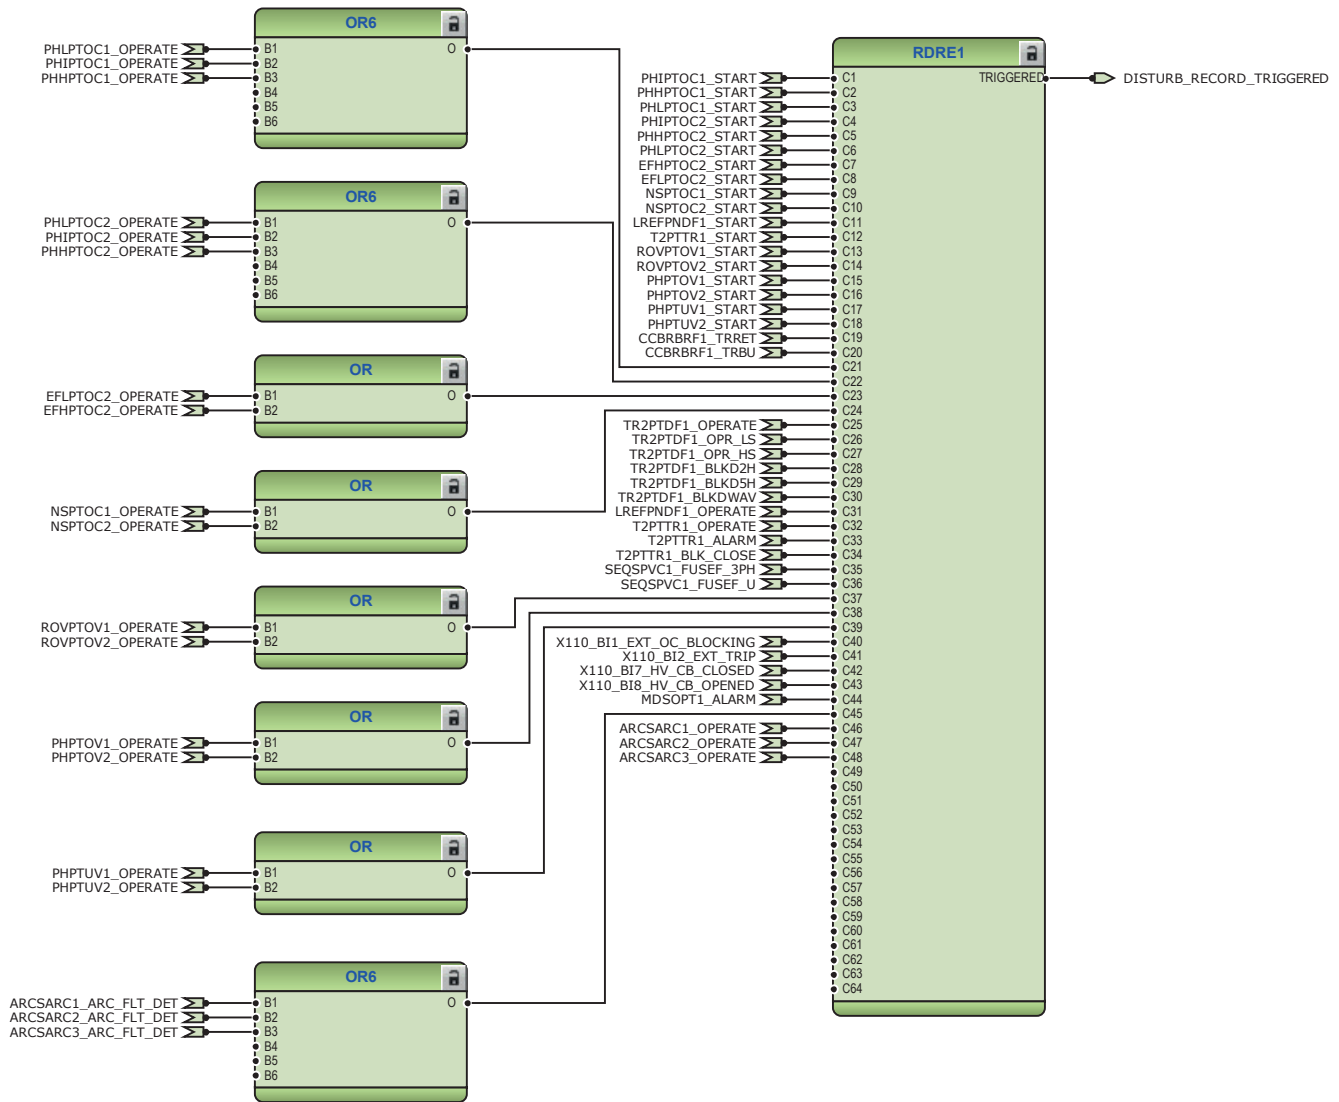 OR6
PHLPTOC1_OPERATE B1 O
PHIPTOC1_OPERATE B2
PHHPTOC1_OPERATE B3
B4
B5
B6
OR6
PHLPTOC2_OPERATE B1 O
PHIPTOC2_OPERATE B2
PHHPTOC2_OPERATE B3
B4
B5
B6
OR
EFLPTOC2_OPERATE B1 O
EFHPTOC2_OPERATE B2
OR
NSPTOC1_OPERATE B1 O
NSPTOC2_OPERATE B2
OR
ROVPTOV1_OPERATE B1 O
ROVPTOV2_OPERATE B2
OR
PHPTOV1_OPERATE B1 O
PHPTOV2_OPERATE B2
OR
PHPTUV1_OPERATE B1 O
PHPTUV2_OPERATE B2
OR6
ARCSARC1_ARC_FLT_DET B1 O
ARCSARC2_ARC_FLT_DET B2
ARCSARC3_ARC_FLT_DET B3
B4
B5
B6
RDRE1
PHIPTOC1_START C1 TRIGGERED DISTURB_RECORD_TRIGGERED
PHHPTOC1_START C2
PHLPTOC1_START C3
PHIPTOC2_START C4
PHHPTOC2_START C5
PHLPTOC2_START C6
EFHPTOC2_START C7
EFLPTOC2_START C8
NSPTOC1_START C9
NSPTOC2_START C10
LREFPNDF1_START C11
T2PTTR1_START C12
ROVPTOV1_START C13
ROVPTOV2_START C14
PHPTOV1_START C15
PHPTOV2_START C16
PHPTUV1_START C17
PHPTUV2_START C18
CCBRBRF1_TRRET C19
CCBRBRF1_TRBU C20
C21
C22
C23
C24
TR2PTDF1_OPERATE C25
TR2PTDF1_OPR_LS C26
TR2PTDF1_OPR_HS C27
TR2PTDF1_BLKD2H C28
TR2PTDF1_BLKD5H C29
TR2PTDF1_BLKDWAV C30
LREFPNDF1_OPERATE C31
T2PTTR1_OPERATE C32
T2PTTR1_ALARM C33
T2PTTR1_BLK_CLOSE C34
SEQSPVC1_FUSEF_3PH C35
SEQSPVC1_FUSEF_U C36
C37
C38
C39
X110_BI1_EXT_OC_BLOCKING C40
X110_BI2_EXT_TRIP C41
X110_BI7_HV_CB_CLOSED C42
X110_BI8_HV_CB_OPENED C43
MDSOPT1_ALARM C44
C45
ARCSARC1_OPERATE C46
ARCSARC2_OPERATE C47
ARCSARC3_OPERATE C48
C49
C50
C51
C52
C53
C54
C55
C56
C57
C58
C59
C60
C61
C62
C63
C64